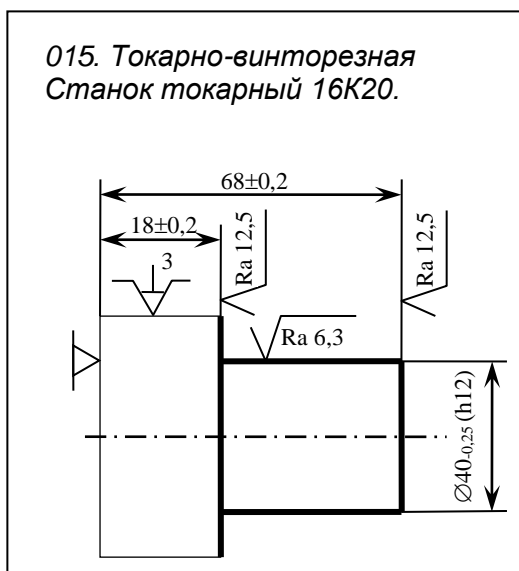 015. Токарно-винторезная
Станок токарный 16К20.
68±0,2
18±0,2
3
Ra 12,5
Ra 12,5
Ra 6,3
Ø40-0,25 (h12)